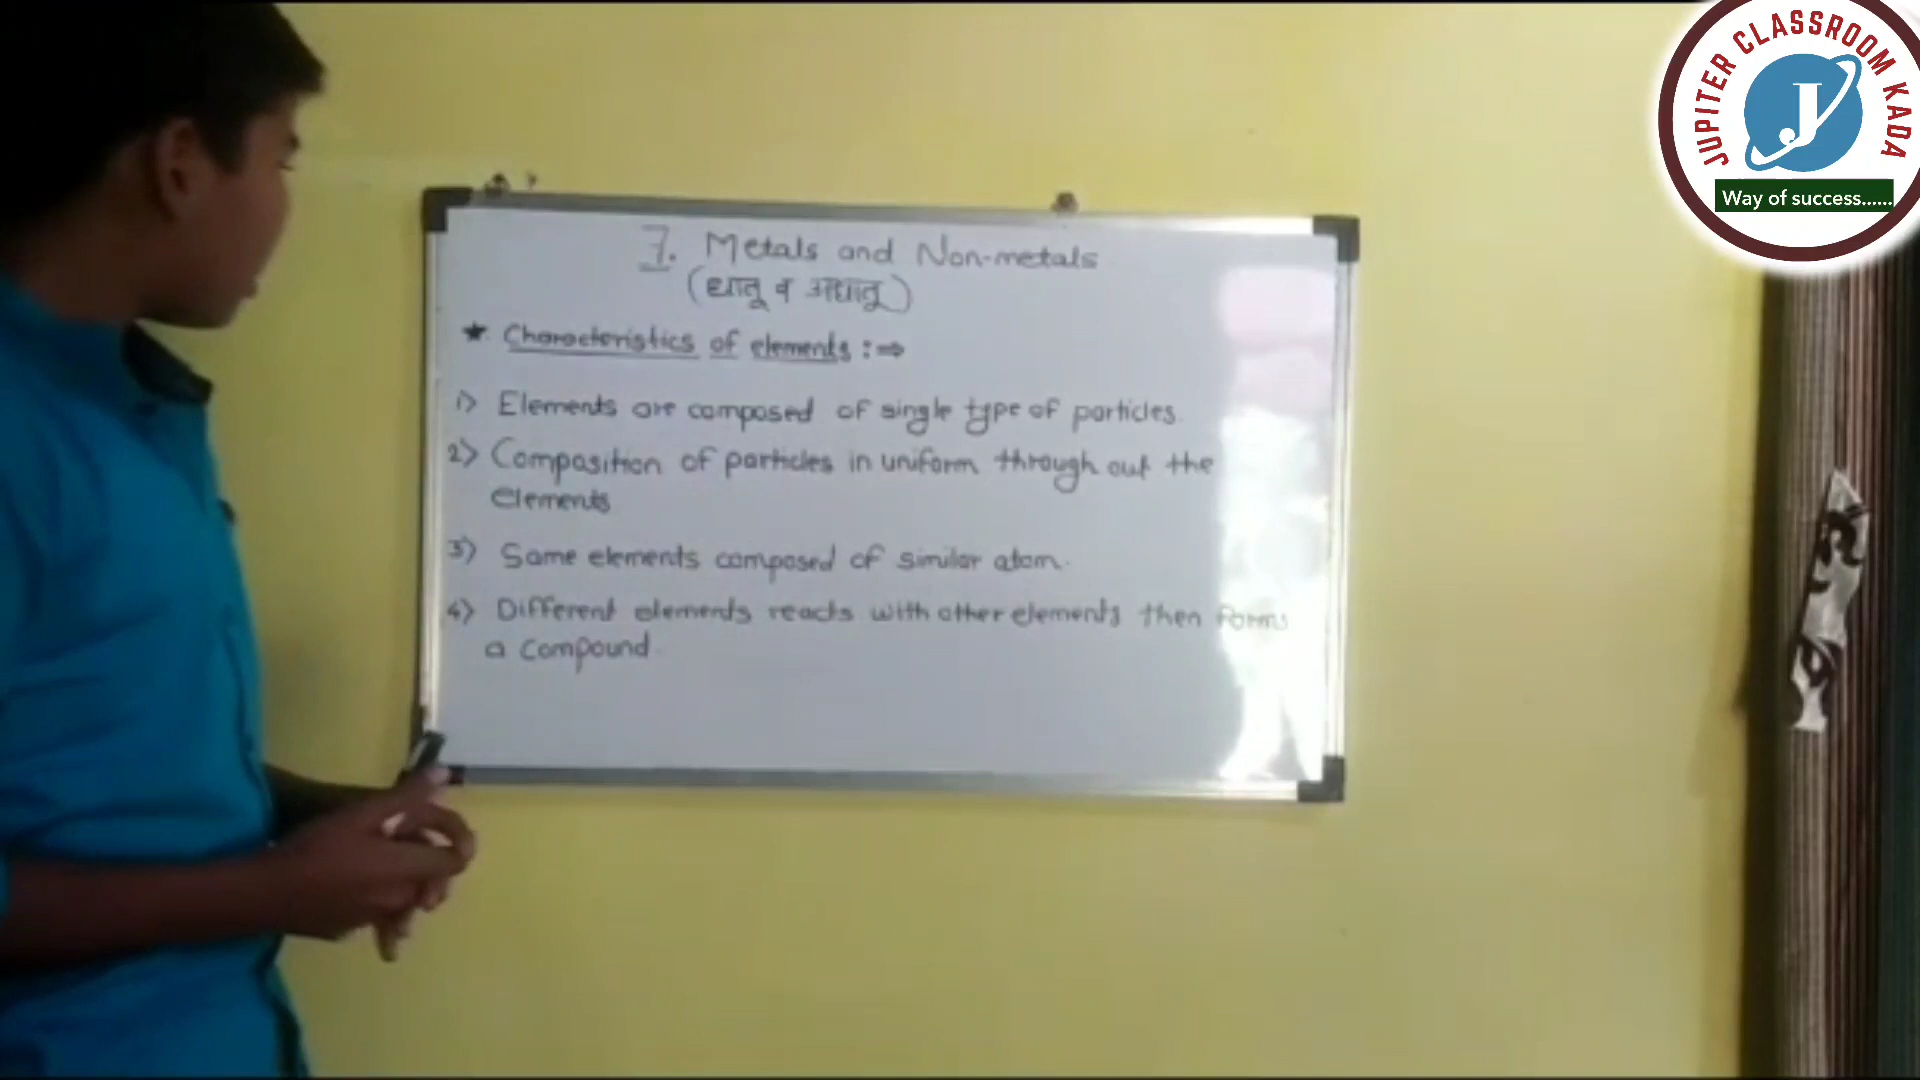 JUPITER CLASSROOM KADA
J
Way of success......
7. Metals and Non-metals
(धातू व अधातू)
★ Characteristics of elements :⇒
1) Elements are composed of single type of particles.
2) Composition of particles in uniform through out the
elements
3) Same elements composed of similar atom.
4) Different elements reacts with other elements then forms
a compound.